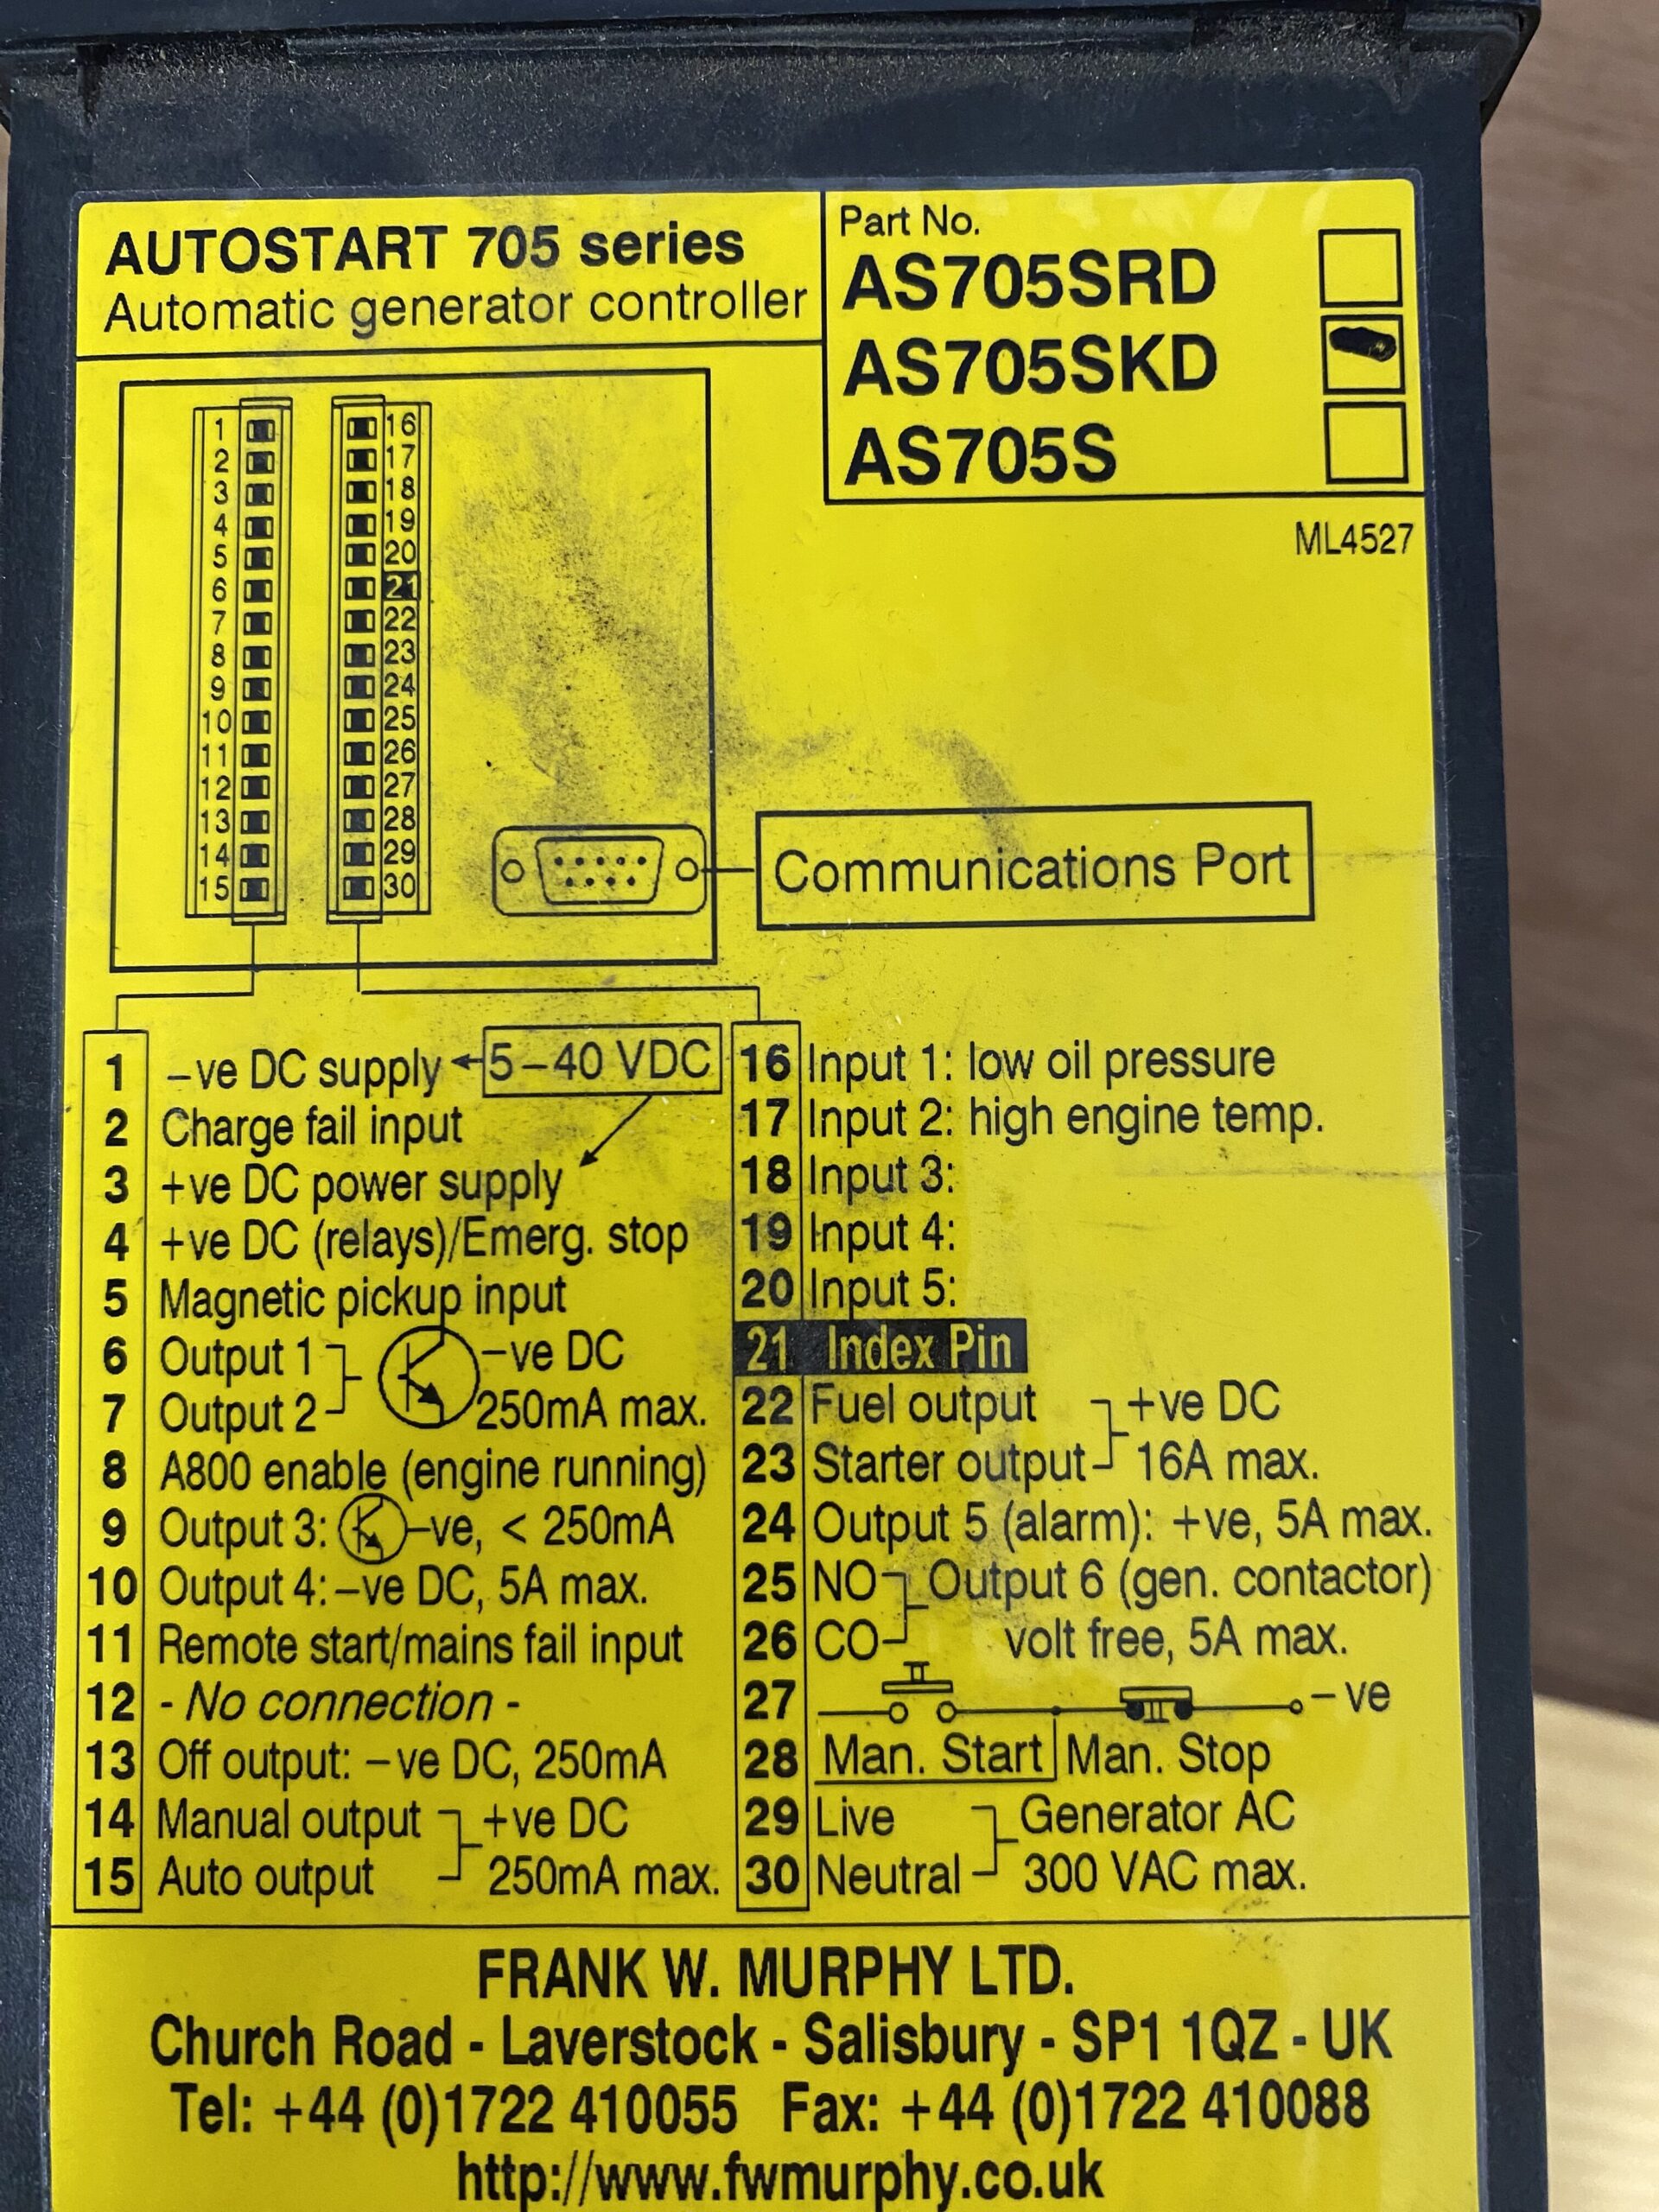 AUTOSTART 705 series
Automatic generator controller
Part No.
AS705SRD
AS705SKD
AS705S
ML4527
1 16
2 17
3 18
4 19
5 20
6 21
7 22
8 23
9 24
10 25
11 26
12 27
13 28
14 29
15 30
Communications Port
1 –ve DC supply 5–40 VDC
2 Charge fail input
3 +ve DC power supply
4 +ve DC (relays)/Emerg. stop
5 Magnetic pickup input
6 Output 1 –ve DC
7 Output 2 250mA max.
8 A800 enable (engine running)
9 Output 3: –ve, < 250mA
10 Output 4: –ve DC, 5A max.
11 Remote start/mains fail input
12 - No connection -
13 Off output: –ve DC, 250mA
14 Manual output +ve DC
15 Auto output 250mA max.
16 Input 1: low oil pressure
17 Input 2: high engine temp.
18 Input 3:
19 Input 4:
20 Input 5:
21 Index Pin
22 Fuel output +ve DC
23 Starter output 16A max.
24 Output 5 (alarm): +ve, 5A max.
25 NO Output 6 (gen. contactor)
26 CO volt free, 5A max.
27 – ve
28 Man. Start Man. Stop
29 Live Generator AC
30 Neutral 300 VAC max.
FRANK W. MURPHY LTD.
Church Road - Laverstock - Salisbury - SP1 1QZ - UK
Tel: +44 (0)1722 410055 Fax: +44 (0)1722 410088
http://www.fwmurphy.co.uk